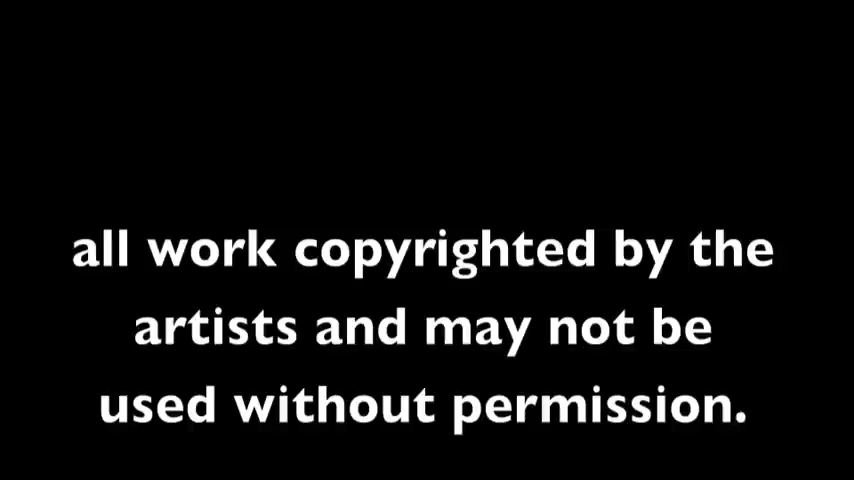 all work copyrighted by the
artists and may not be
used without permission.